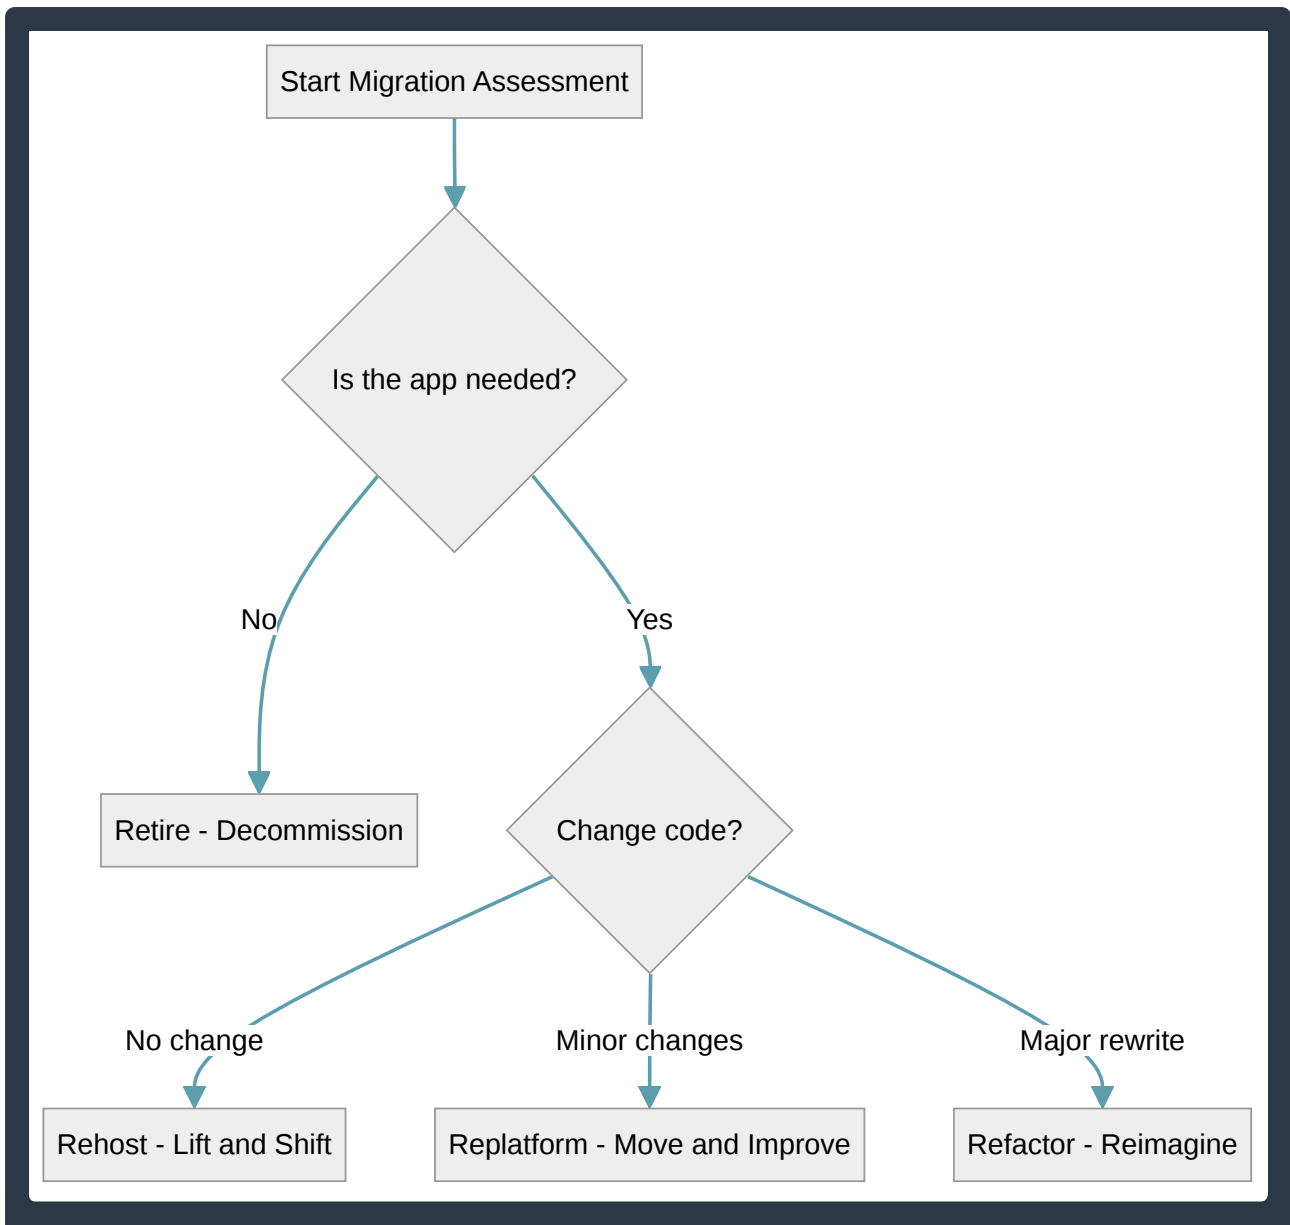 Start Migration Assessment
Is the app needed?
No
Yes
Retire - Decommission
Change code?
No change
Minor changes
Major rewrite
Rehost - Lift and Shift
Replatform - Move and Improve
Refactor - Reimagine